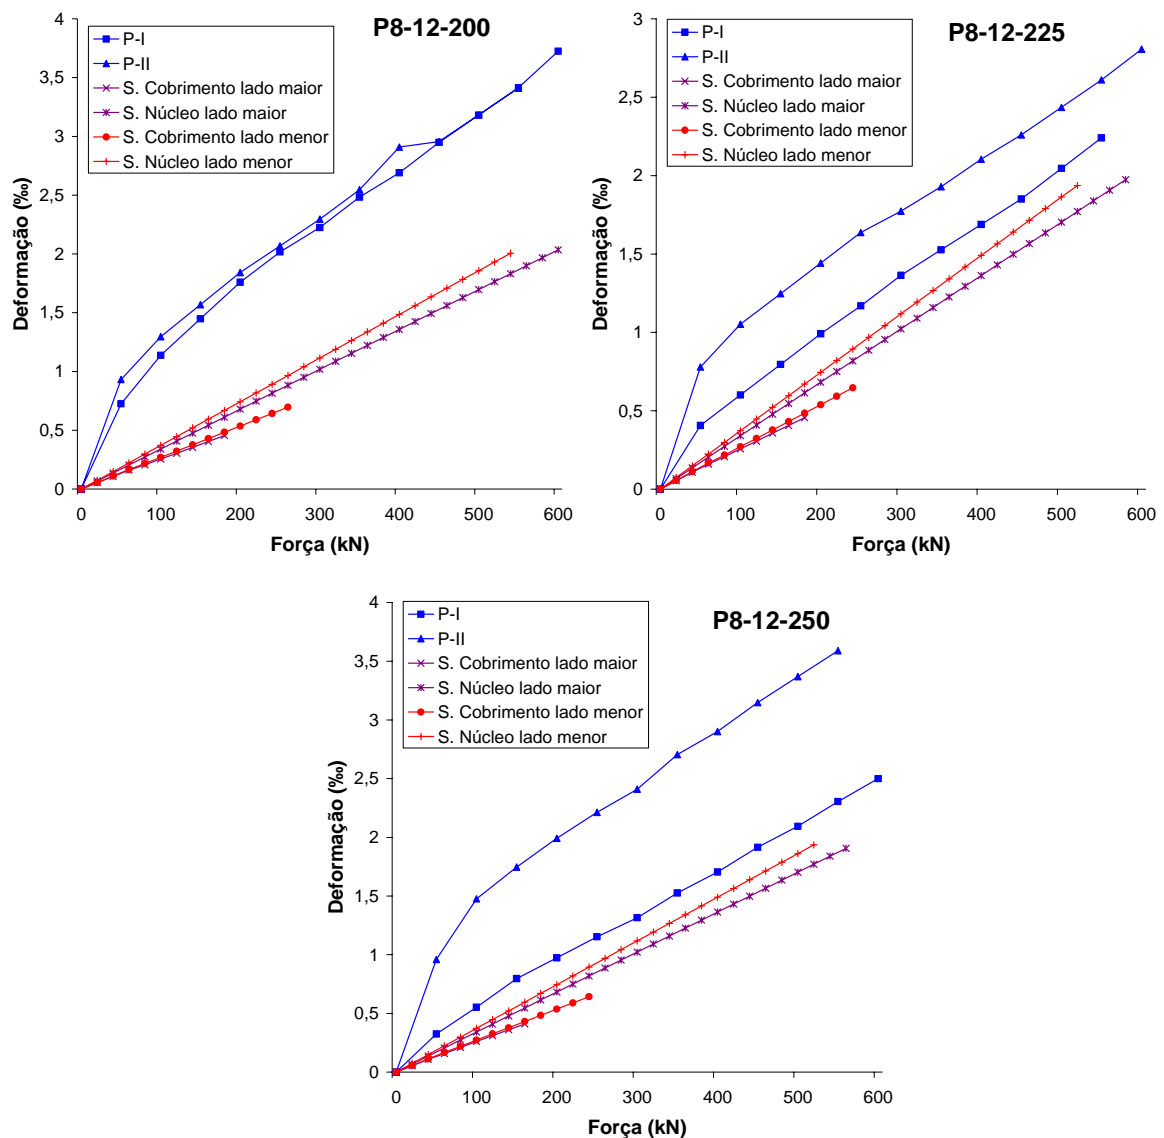 P8-12-200
P-I
P-II
S. Cobrimento lado maior
S. Núcleo lado maior
S. Cobrimento lado menor
S. Núcleo lado menor
4
3,5
3
2,5
2
1,5
1
0,5
0
Deformação (‰)
0 100 200 300 400 500 600
Força (kN)
P8-12-225
P-I
P-II
S. Cobrimento lado maior
S. Núcleo lado maior
S. Cobrimento lado menor
S. Núcleo lado menor
3
2,5
2
1,5
1
0,5
0
Deformação (‰)
0 100 200 300 400 500 600
Força (kN)
P8-12-250
P-I
P-II
S. Cobrimento lado maior
S. Núcleo lado maior
S. Cobrimento lado menor
S. Núcleo lado menor
4
3,5
3
2,5
2
1,5
1
0,5
0
Deformação (‰)
0 100 200 300 400 500 600
Força (kN)